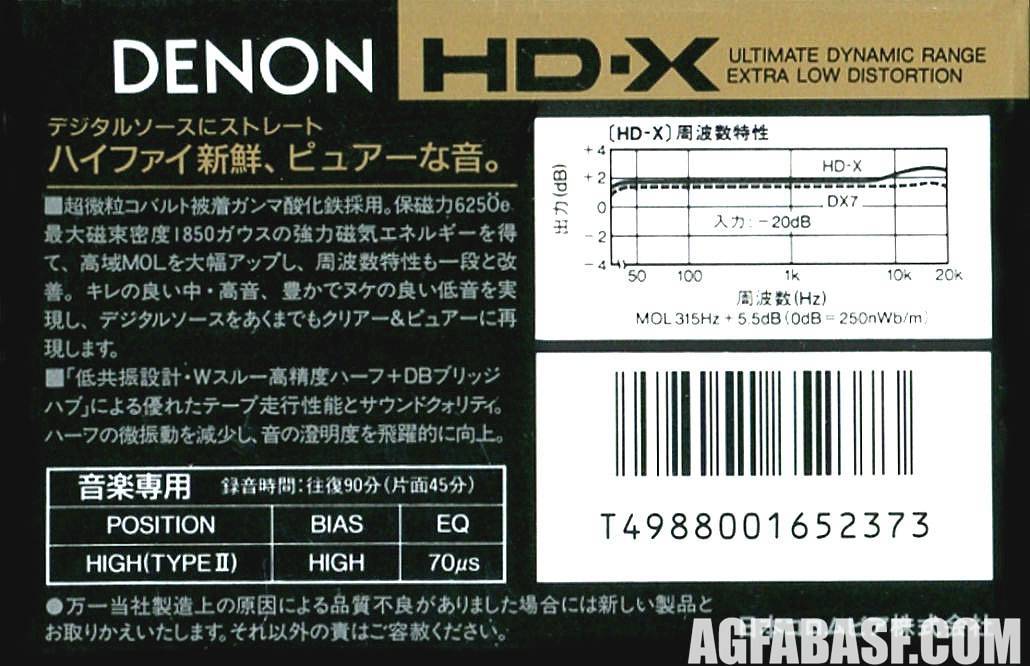 DENON HD·X ULTIMATE DYNAMIC RANGE
EXTRA LOW DISTORTION
デジタルソースにストレート
ハイファイ新鮮、ピュアーな音。
■超微粒コバルト被着ガンマ酸化鉄採用。保磁力625Öe
最大磁束密度1850ガウスの強力磁気エネルギーを得
て、高域MOLを大幅アップし、周波数特性も一段と改
善。キレの良い中・高音、豊かでヌケの良い低音を実
現し、デジタルソースをあくまでもクリアー&ピュアーに再
現します。
■「低共振設計・Wスルー高精度ハーフ+DBブリッジ
ハブ」による優れたテープ走行性能とサウンドクォリティ。
ハーフの微振動を減少し、音の澄明度を飛躍的に向上。
音楽専用 録音時間:往復90分(片面45分)
POSITION BIAS EQ
HIGH(TYPEⅡ) HIGH 70μs
●万一当社製造上の原因による品質不良がありました場合には新しい製品と
お取りかえいたします。それ以外の責はご容赦ください。
[HD-X]周波数特性
出力(dB)
+4
+2
0
-2
-4
HD-X
DX7
入力:-20dB
50 100 1k 10k 20k
周波数(Hz)
MOL 315Hz+5.5dB(0dB=250nWb/m)
T4988001652373
日本コロムビア株式会社
AGFABASF.COM